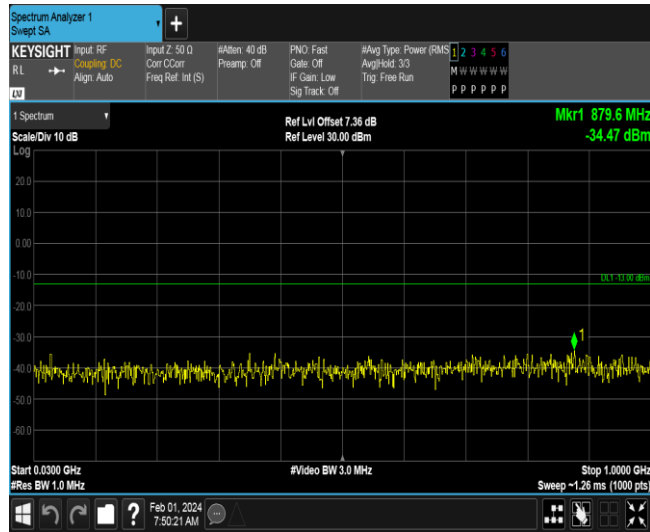 Spectrum Analyzer 1
Swept SA
+
KEYSIGHT
RL
LXI
Input: RF
Coupling: DC
Align: Auto
Input Z: 50 Ω
Corr CCorr
Freq Ref: Int (S)
#Atten: 40 dB
Preamp: Off
PNO: Fast
Gate: Off
IF Gain: Low
Sig Track: Off
#Avg Type: Power (RMS
Avg|Hold: 3/3
Trig: Free Run
1 2 3 4 5 6
M W W W W W
P P P P P P
1 Spectrum
Scale/Div 10 dB
Log
Ref Lvl Offset 7.36 dB
Ref Level 30.00 dBm
Mkr1 879.6 MHz
-34.47 dBm
20.0
10.0
0.00
-10.0
DL1 -13.00 dBm
-20.0
-30.0
1
-40.0
-50.0
-60.0
Start 0.0300 GHz
#Res BW 1.0 MHz
#Video BW 3.0 MHz
Stop 1.0000 GHz
Sweep ~1.26 ms (1000 pts)
?
Feb 01, 2024
7:50:21 AM